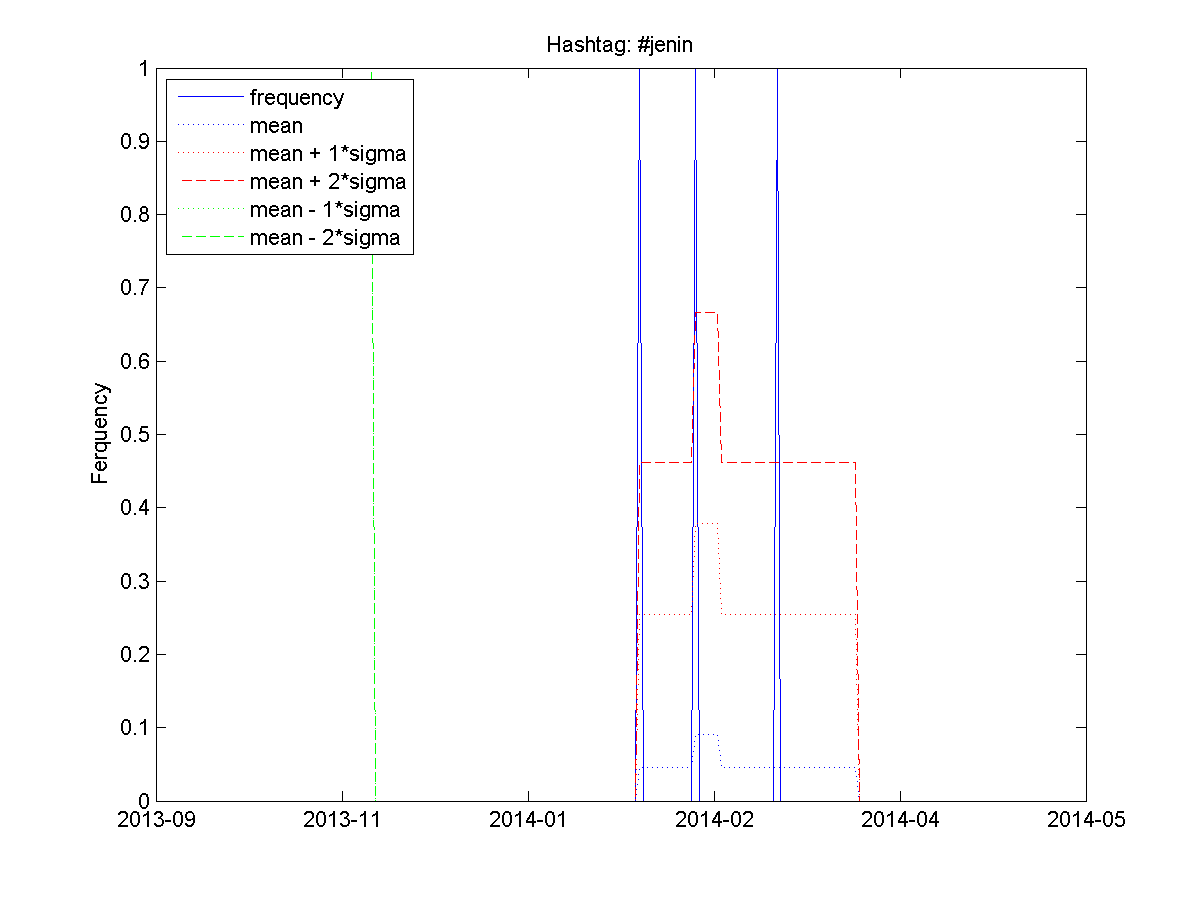 Hashtag: #jenin
1
0.9
0.8
0.7
0.6
0.5
0.4
0.3
0.2
0.1
0
Ferquency
frequency
mean
mean + 1*sigma
mean + 2*sigma
mean - 1*sigma
mean - 2*sigma
2013-09 2013-11 2014-01 2014-02 2014-04 2014-05